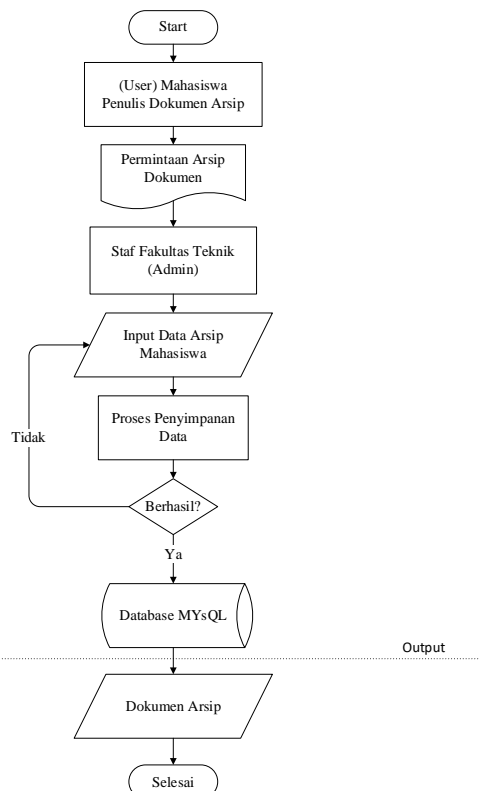 Start
(User) Mahasiswa
Penulis Dokumen Arsip
Permintaan Arsip
Dokumen
Staf Fakultas Teknik
(Admin)
Input Data Arsip
Mahasiswa
Proses Penyimpanan
Data
Tidak
Berhasil?
Ya
Database MYsQL
Output
Dokumen Arsip
Selesai